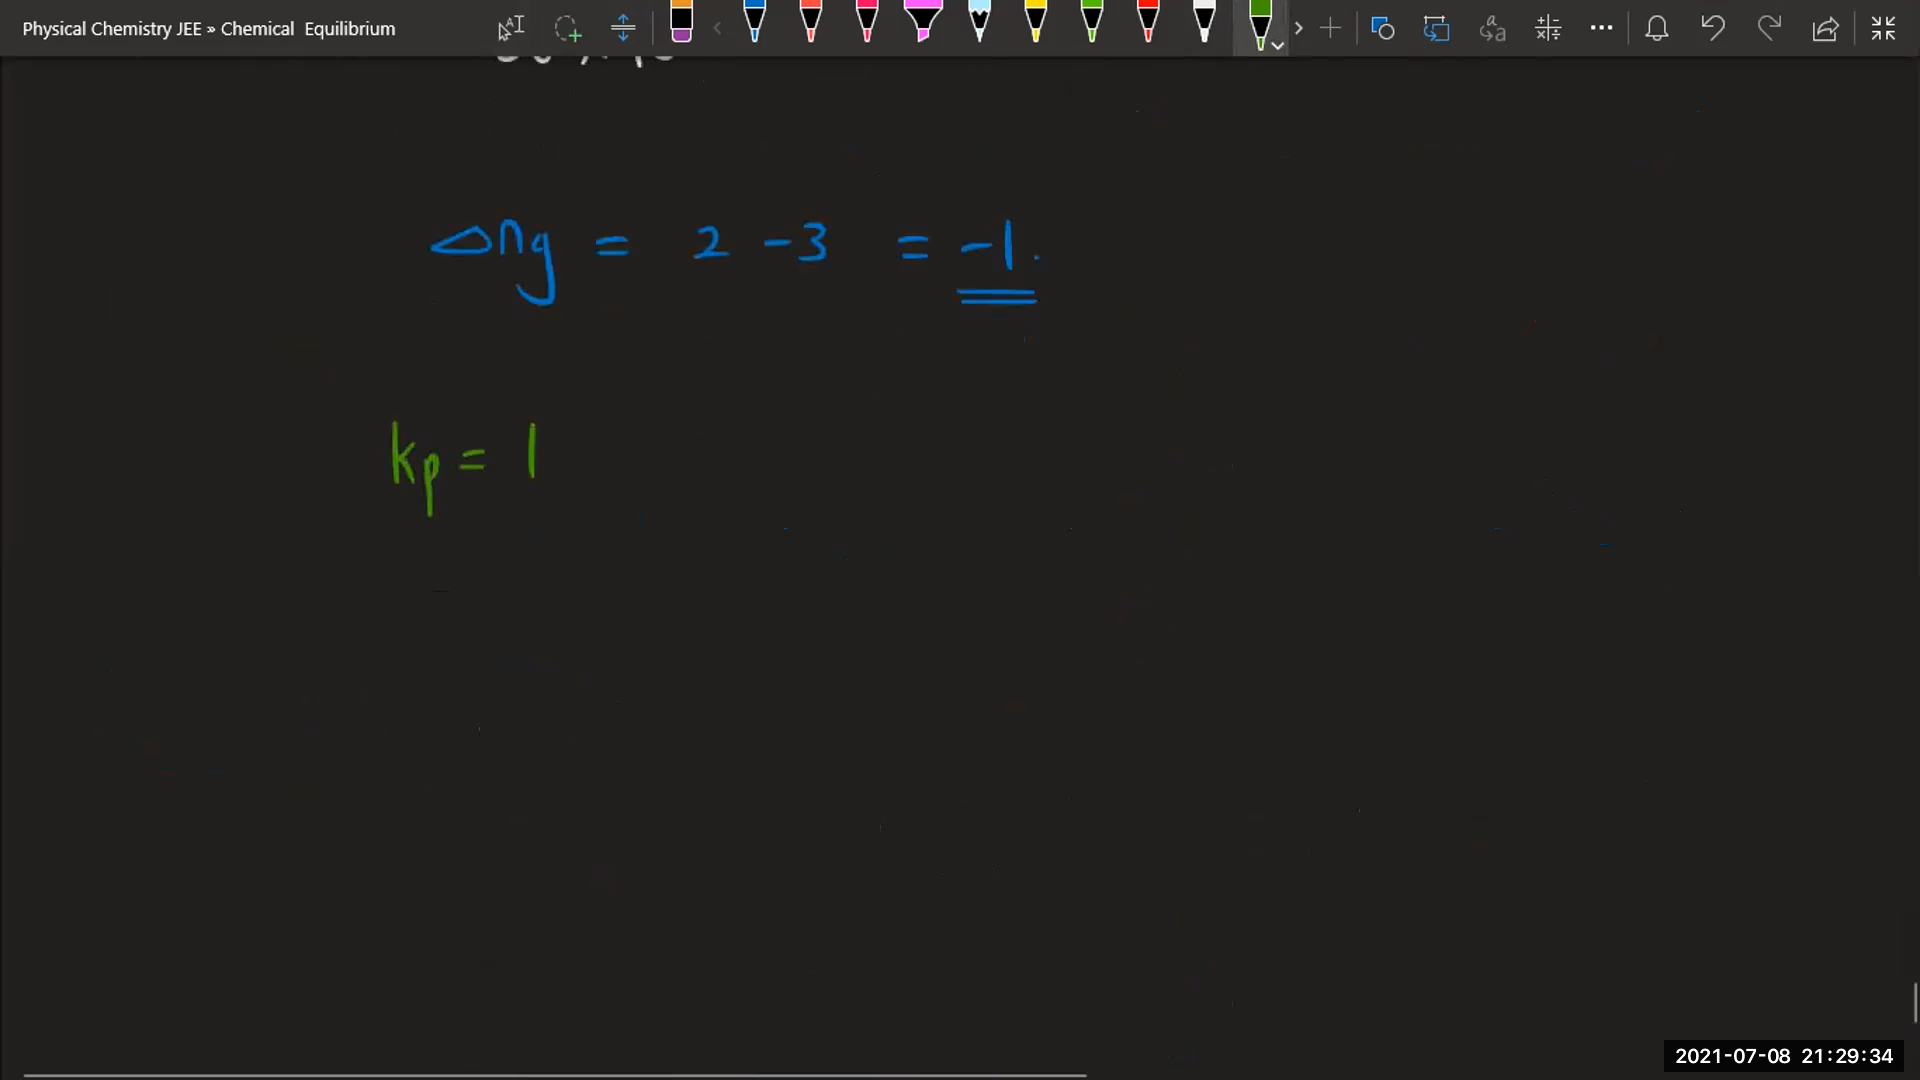 Physical Chemistry JEE » Chemical Equilibrium
Δng = 2 - 3 = -1.
kp = 1
2021-07-08 21:29:34